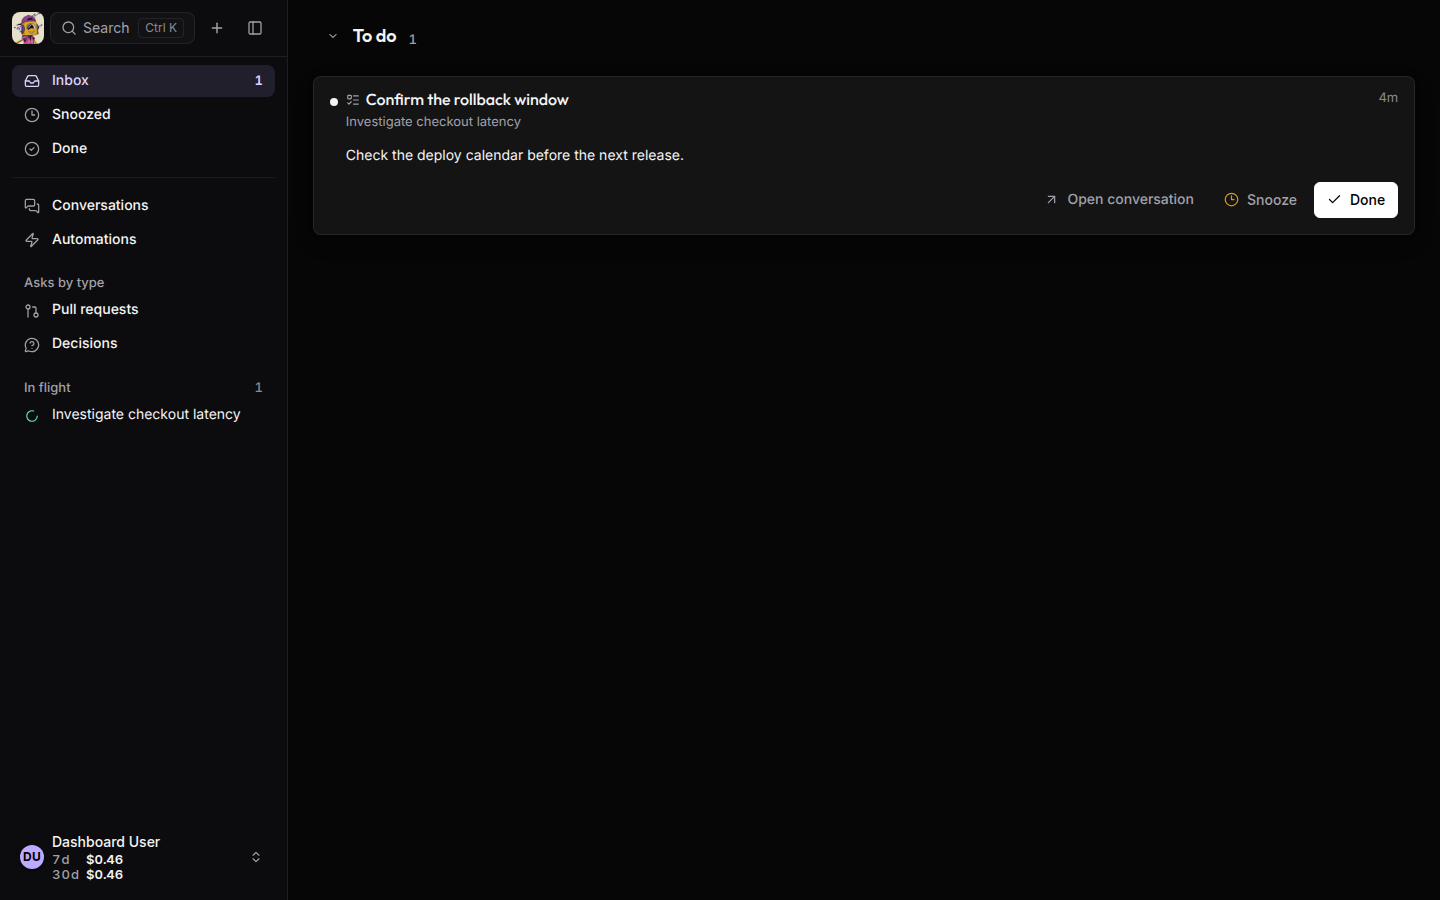 Search Ctrl K
Inbox 1
Snoozed
Done
Conversations
Automations
Asks by type
Pull requests
Decisions
In flight 1
Investigate checkout latency
DU
Dashboard User
7d $0.46
30d $0.46
To do 1
Confirm the rollback window 4m
Investigate checkout latency
Check the deploy calendar before the next release.
Open conversation Snooze Done